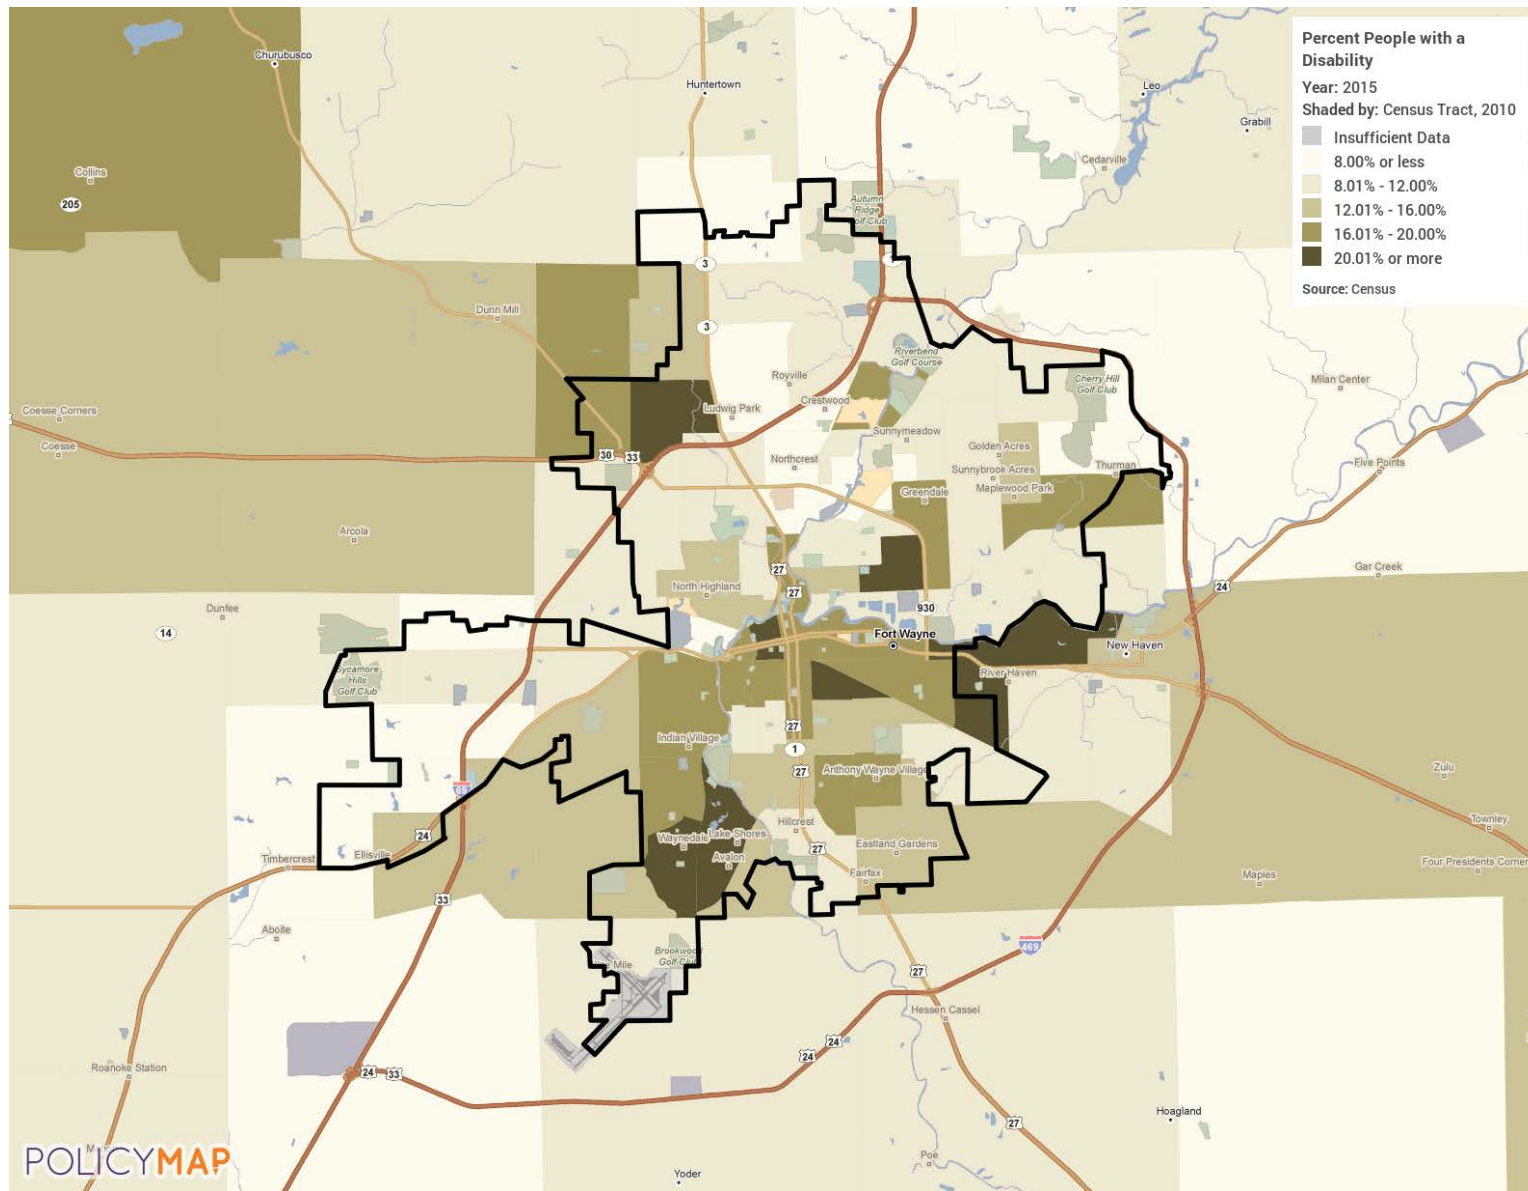 Percent People with a
Disability
Year: 2015
Shaded by: Census Tract, 2010
Insufficient Data
8.00% or less
8.01% - 12.00%
12.01% - 16.00%
16.01% - 20.00%
20.01% or more
Source: Census
Churubusco
Huntertown
Leo
Grabill
Cedarville
Collins
205
Autumn
Ridge
Golf Club
3
Dunn Mill
3
Riverbend
Golf Course
Royville
Milan Center
Cherry Hill
Golf Club
Coesse Corners
Ludwig Park
Crestwood
Coesse
Sunnymeadow
Golden Acres
30
33
Northcrest
Sunnybrook Acres
Thurman
Five Points
Greendale
Maplewood Park
Arcola
27
Gar Creek
North Highland
27
24
Dunfee
930
14
Fort Wayne
New Haven
Sycamore
Hills
Golf Club
River Haven
27
Indian Village
1
27
Anthony Wayne Village
Zulu
69
Hillcrest
Townley
24
Waynedale
Lake Shores
27
Eastland Gardens
Timbercrest
Ellisville
Avalon
Four Presidents Corner
Fairfax
Maples
33
Aboite
469
Brookwood
Golf Club
Mile
27
Hessen Cassel
24
24
Roanoke Station
24
33
Hoagland
27
POLICYMAP
Poe
Yoder